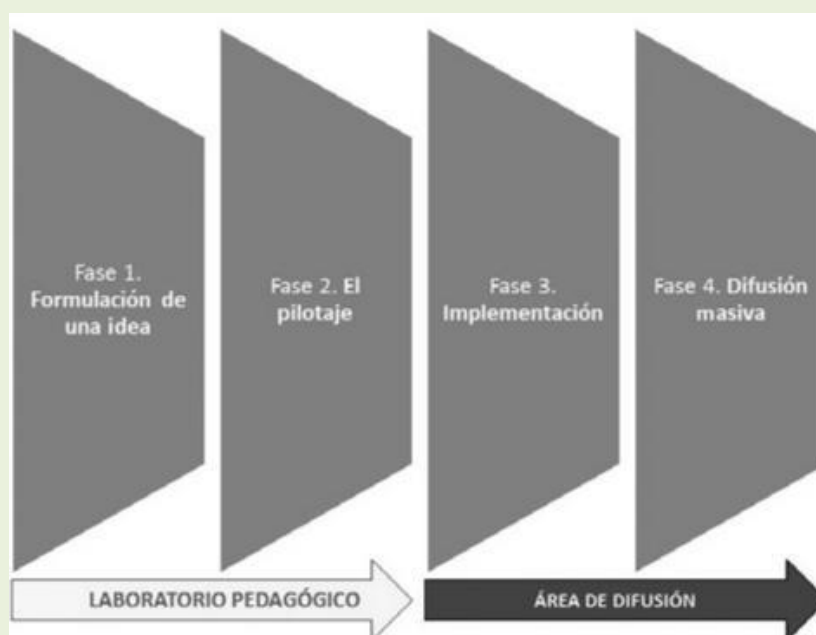 Fase 1.
Formulación de
una idea
Fase 2. El
pilotaje
Fase 3.
Implementación
Fase 4. Difusión
masiva
LABORATORIO PEDAGÓGICO
ÁREA DE DIFUSIÓN